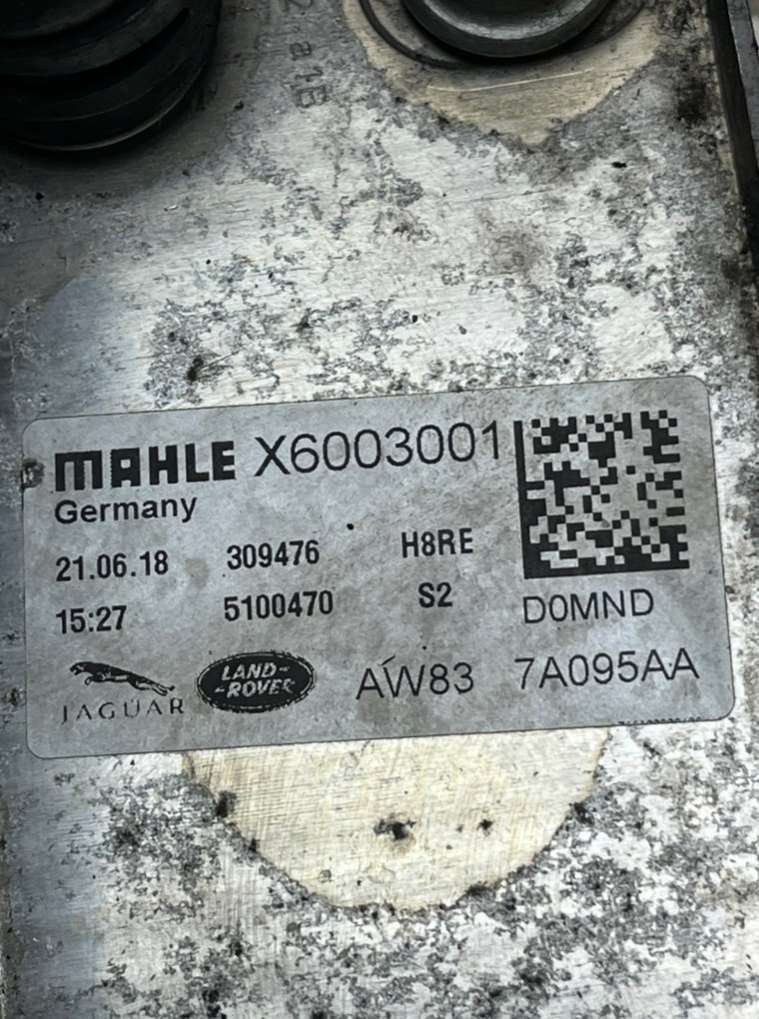 MAHLE X6003001
Germany
21.06.18 309476 H8RE
15:27 5100470 S2 D0MND
JAGUAR LAND-ROVER AW83 7A095AA